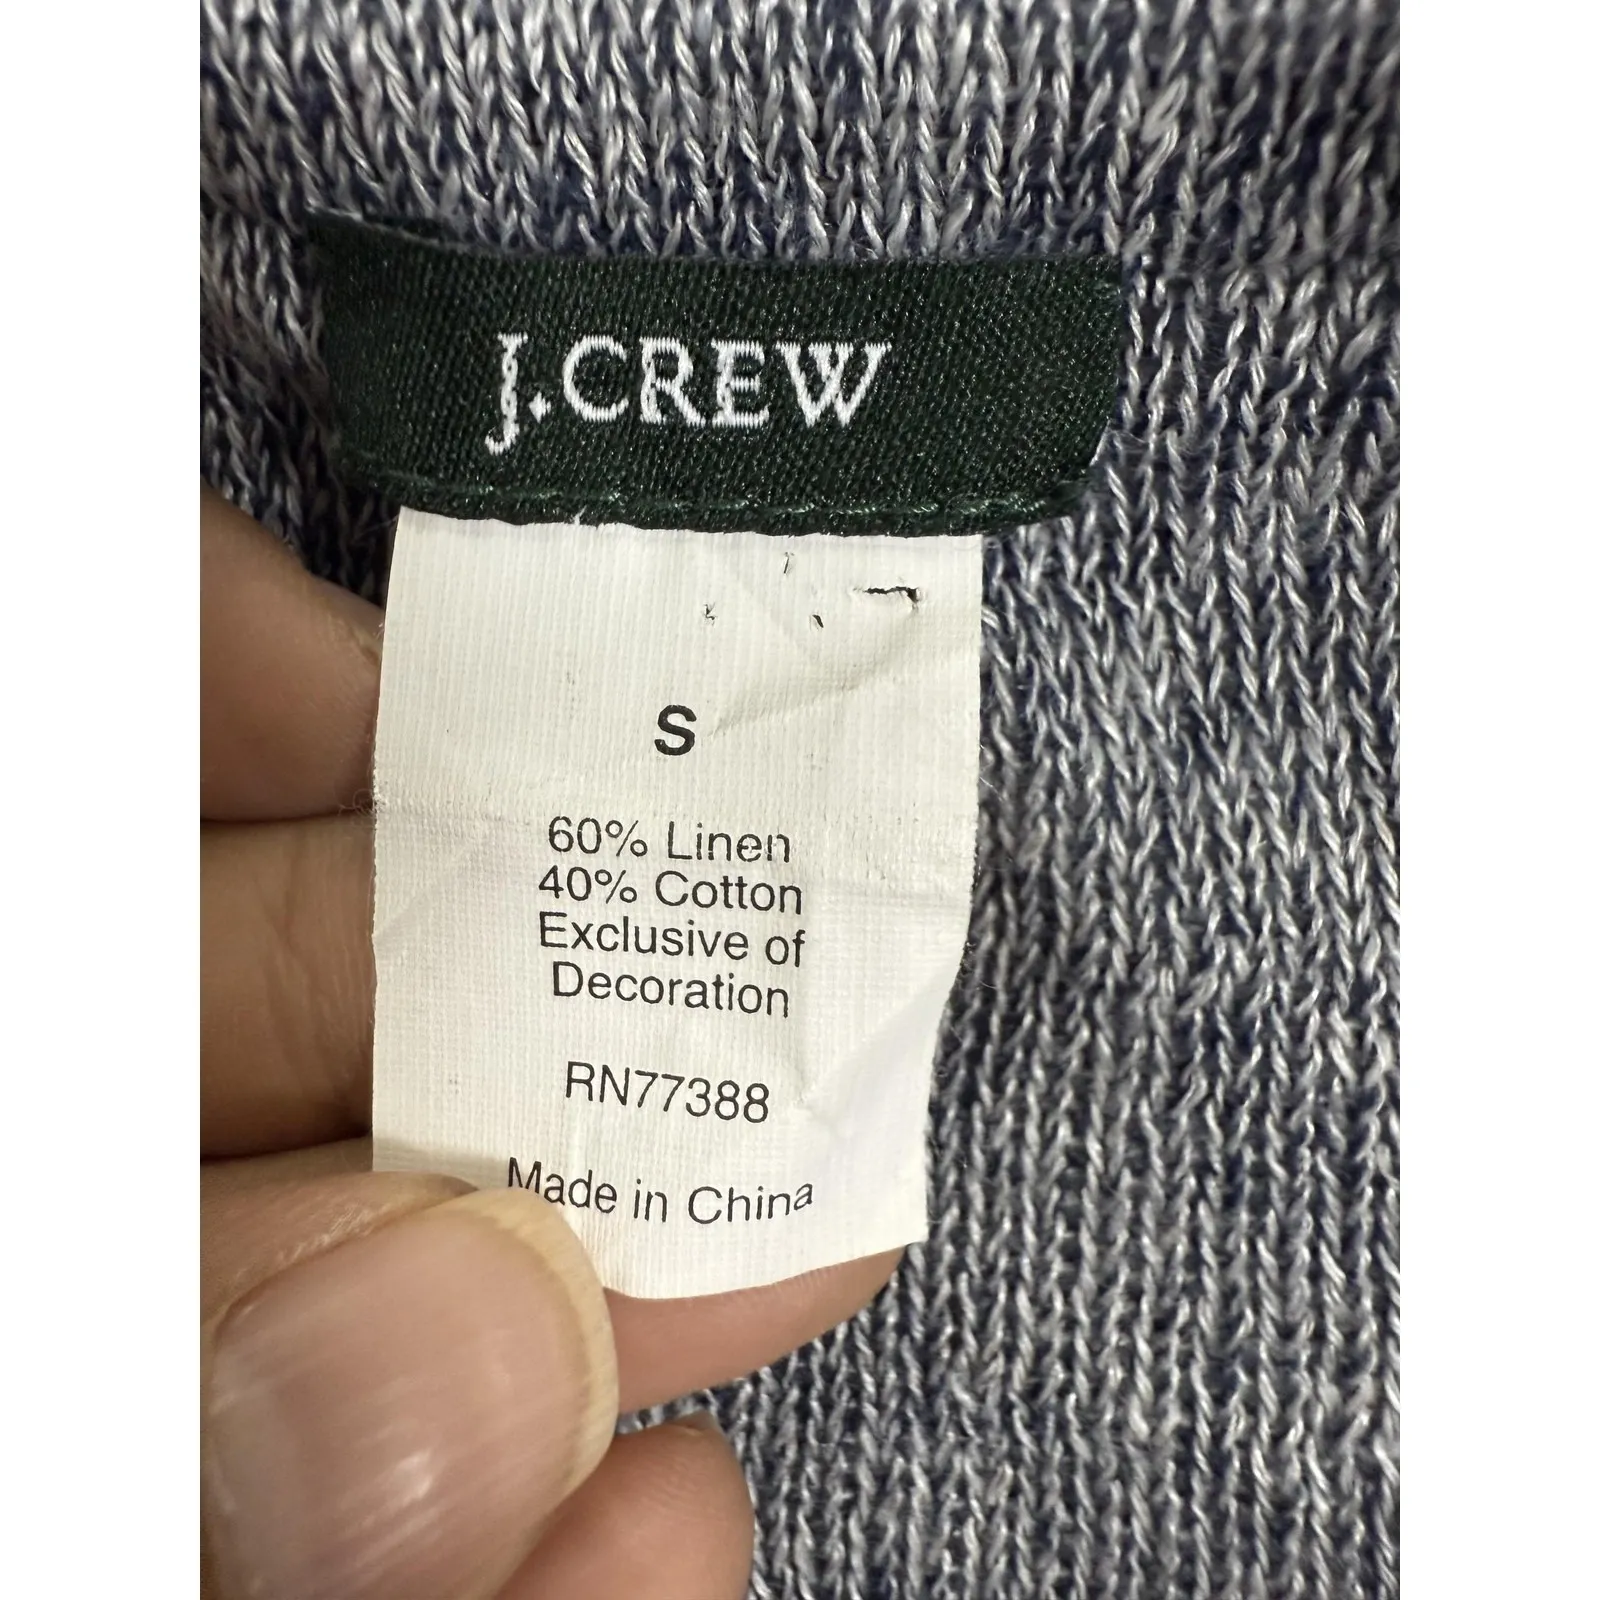 J.CREW
S
60% Linen
40% Cotton
Exclusive of
Decoration
RN77388
Made in China